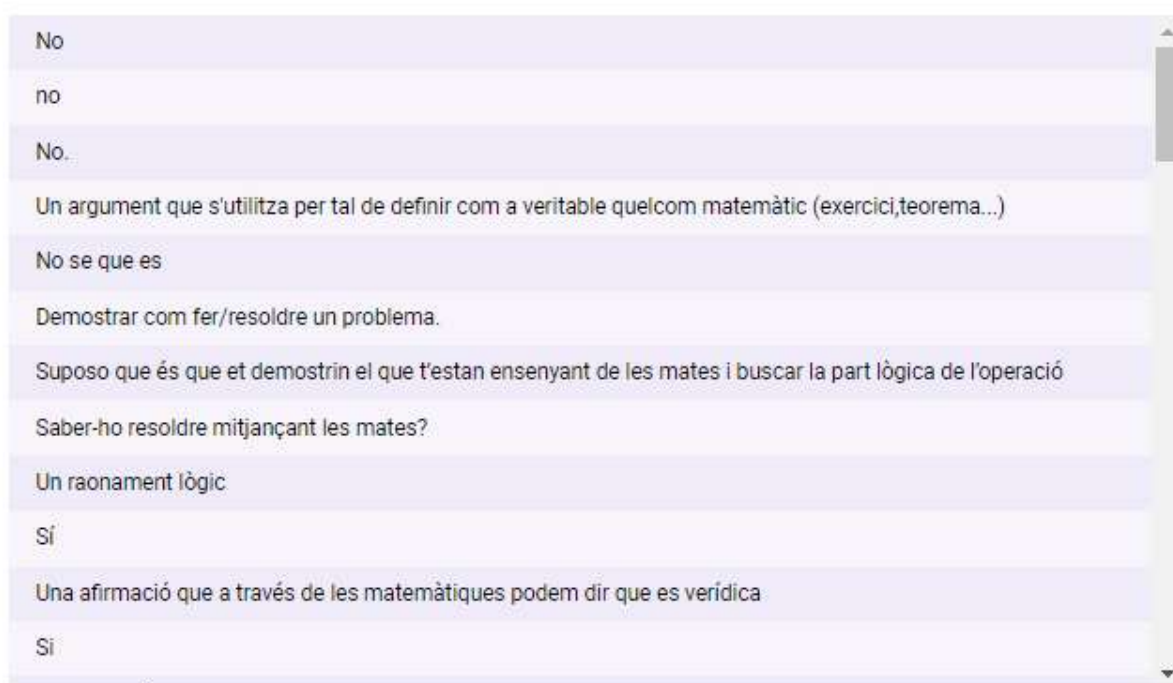 No
no
No.
Un argument que s'utilitza per tal de definir com a veritable quelcom matemàtic (exercici,teorema...)
No se que es
Demostrar com fer/resoldre un problema.
Suposo que és que et demostrin el que t'estan ensenyant de les mates i buscar la part lògica de l'operació
Saber-ho resoldre mitjançant les mates?
Un raonament lògic
Sí
Una afirmació que a través de les matemàtiques podem dir que es verídica
Si